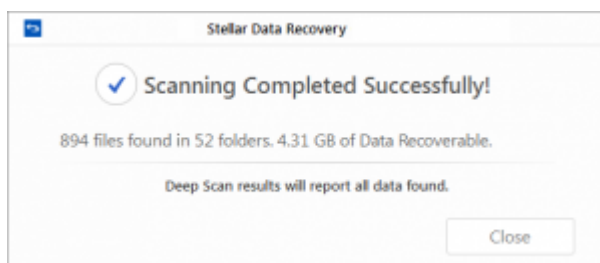 Stellar Data Recovery
Scanning Completed Successfully!
894 files found in 52 folders. 4.31 GB of Data Recoverable.
Deep Scan results will report all data found.
Close